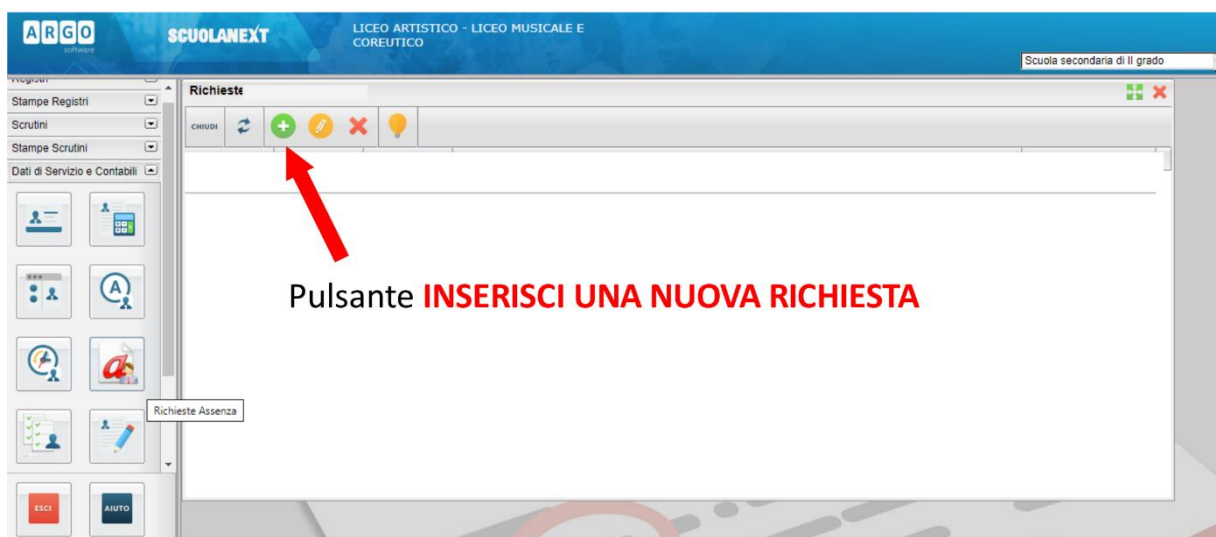 ARGO
software
SCUOLANEXT
LICEO ARTISTICO - LICEO MUSICALE E
COREUTICO
Scuola secondaria di II grado
Registri
Stampe Registri
Scrutini
Stampe Scrutini
Dati di Servizio e Contabili
Richieste
CHIUDI
Pulsante INSERISCI UNA NUOVA RICHIESTA
Richieste Assenza
ESCI
AIUTO